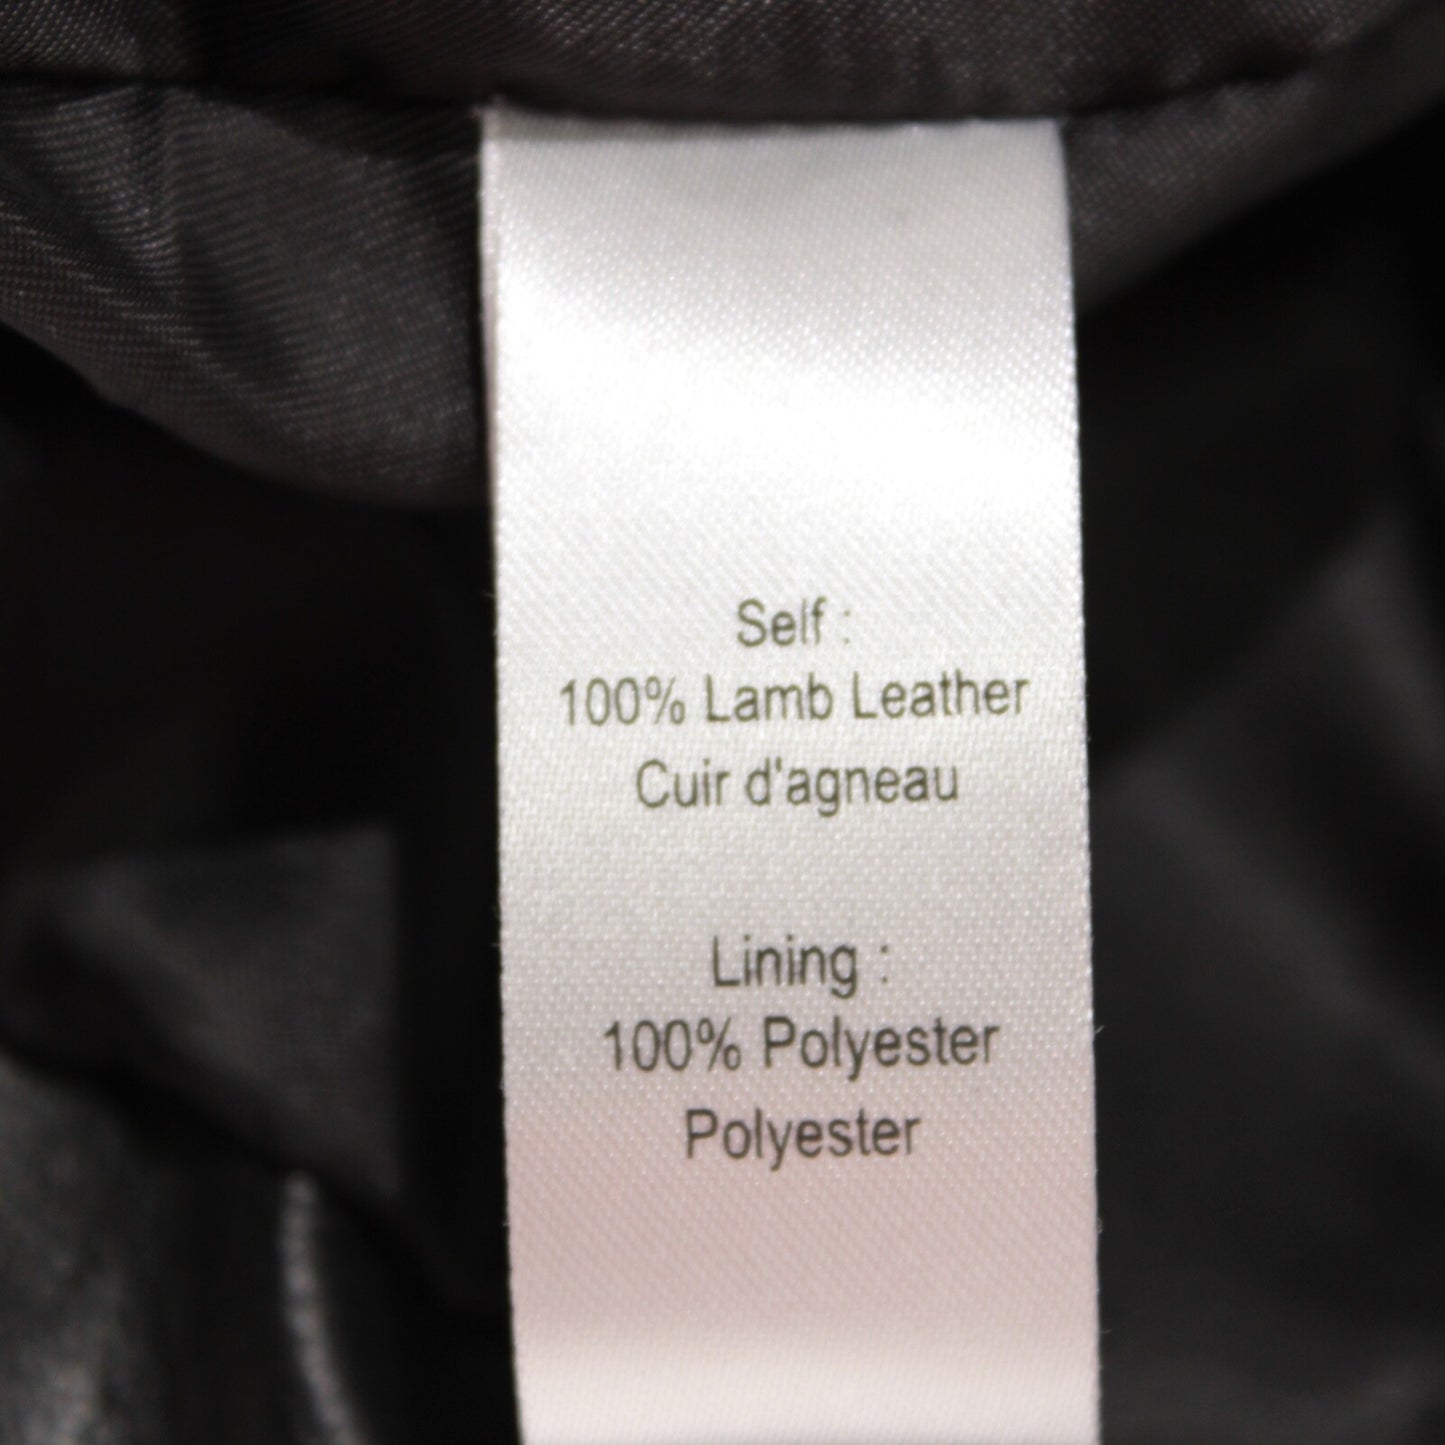 Self :
100% Lamb Leather
Cuir d'agneau
Lining :
100% Polyester
Polyester